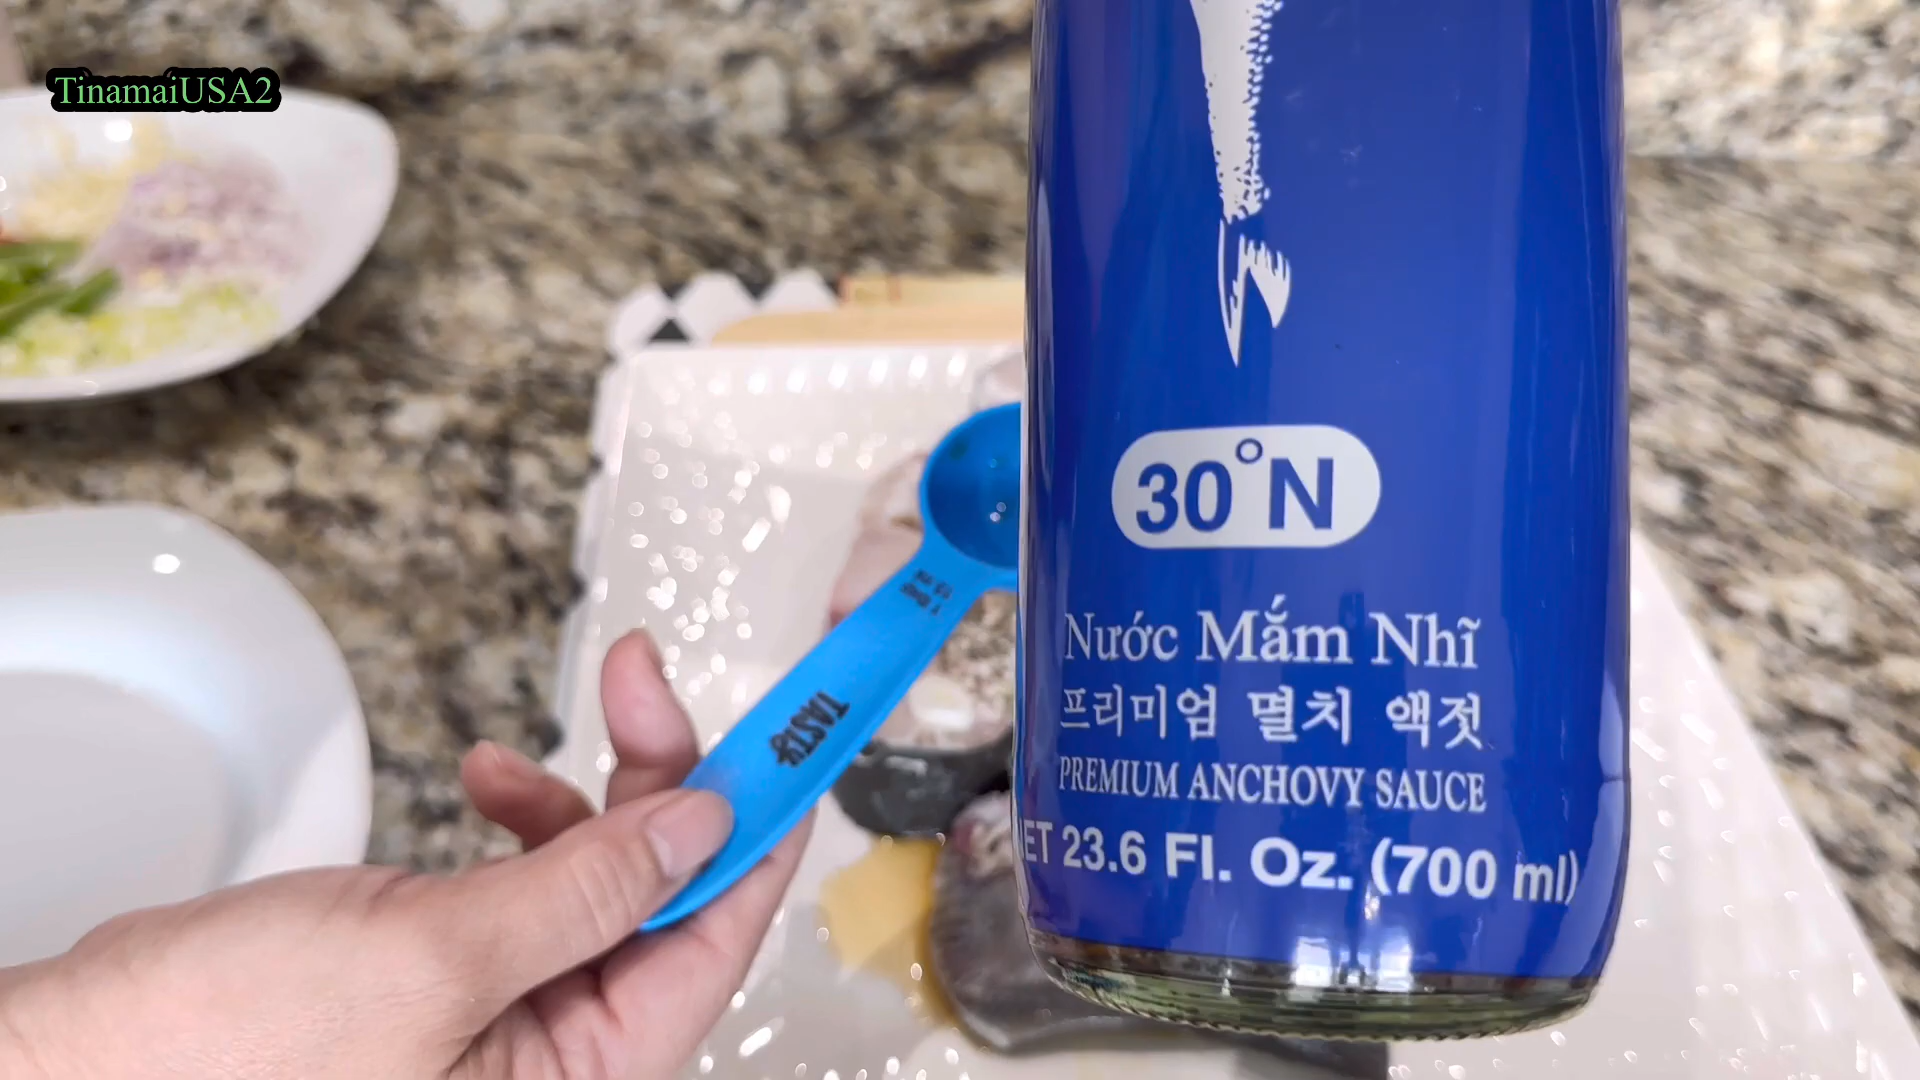 TinamaiUSA2
30°N
Nước Mắm Nhĩ
프리미엄 멸치 액젓
PREMIUM ANCHOVY SAUCE
ET 23.6 Fl. Oz. (700 ml)
TASTY